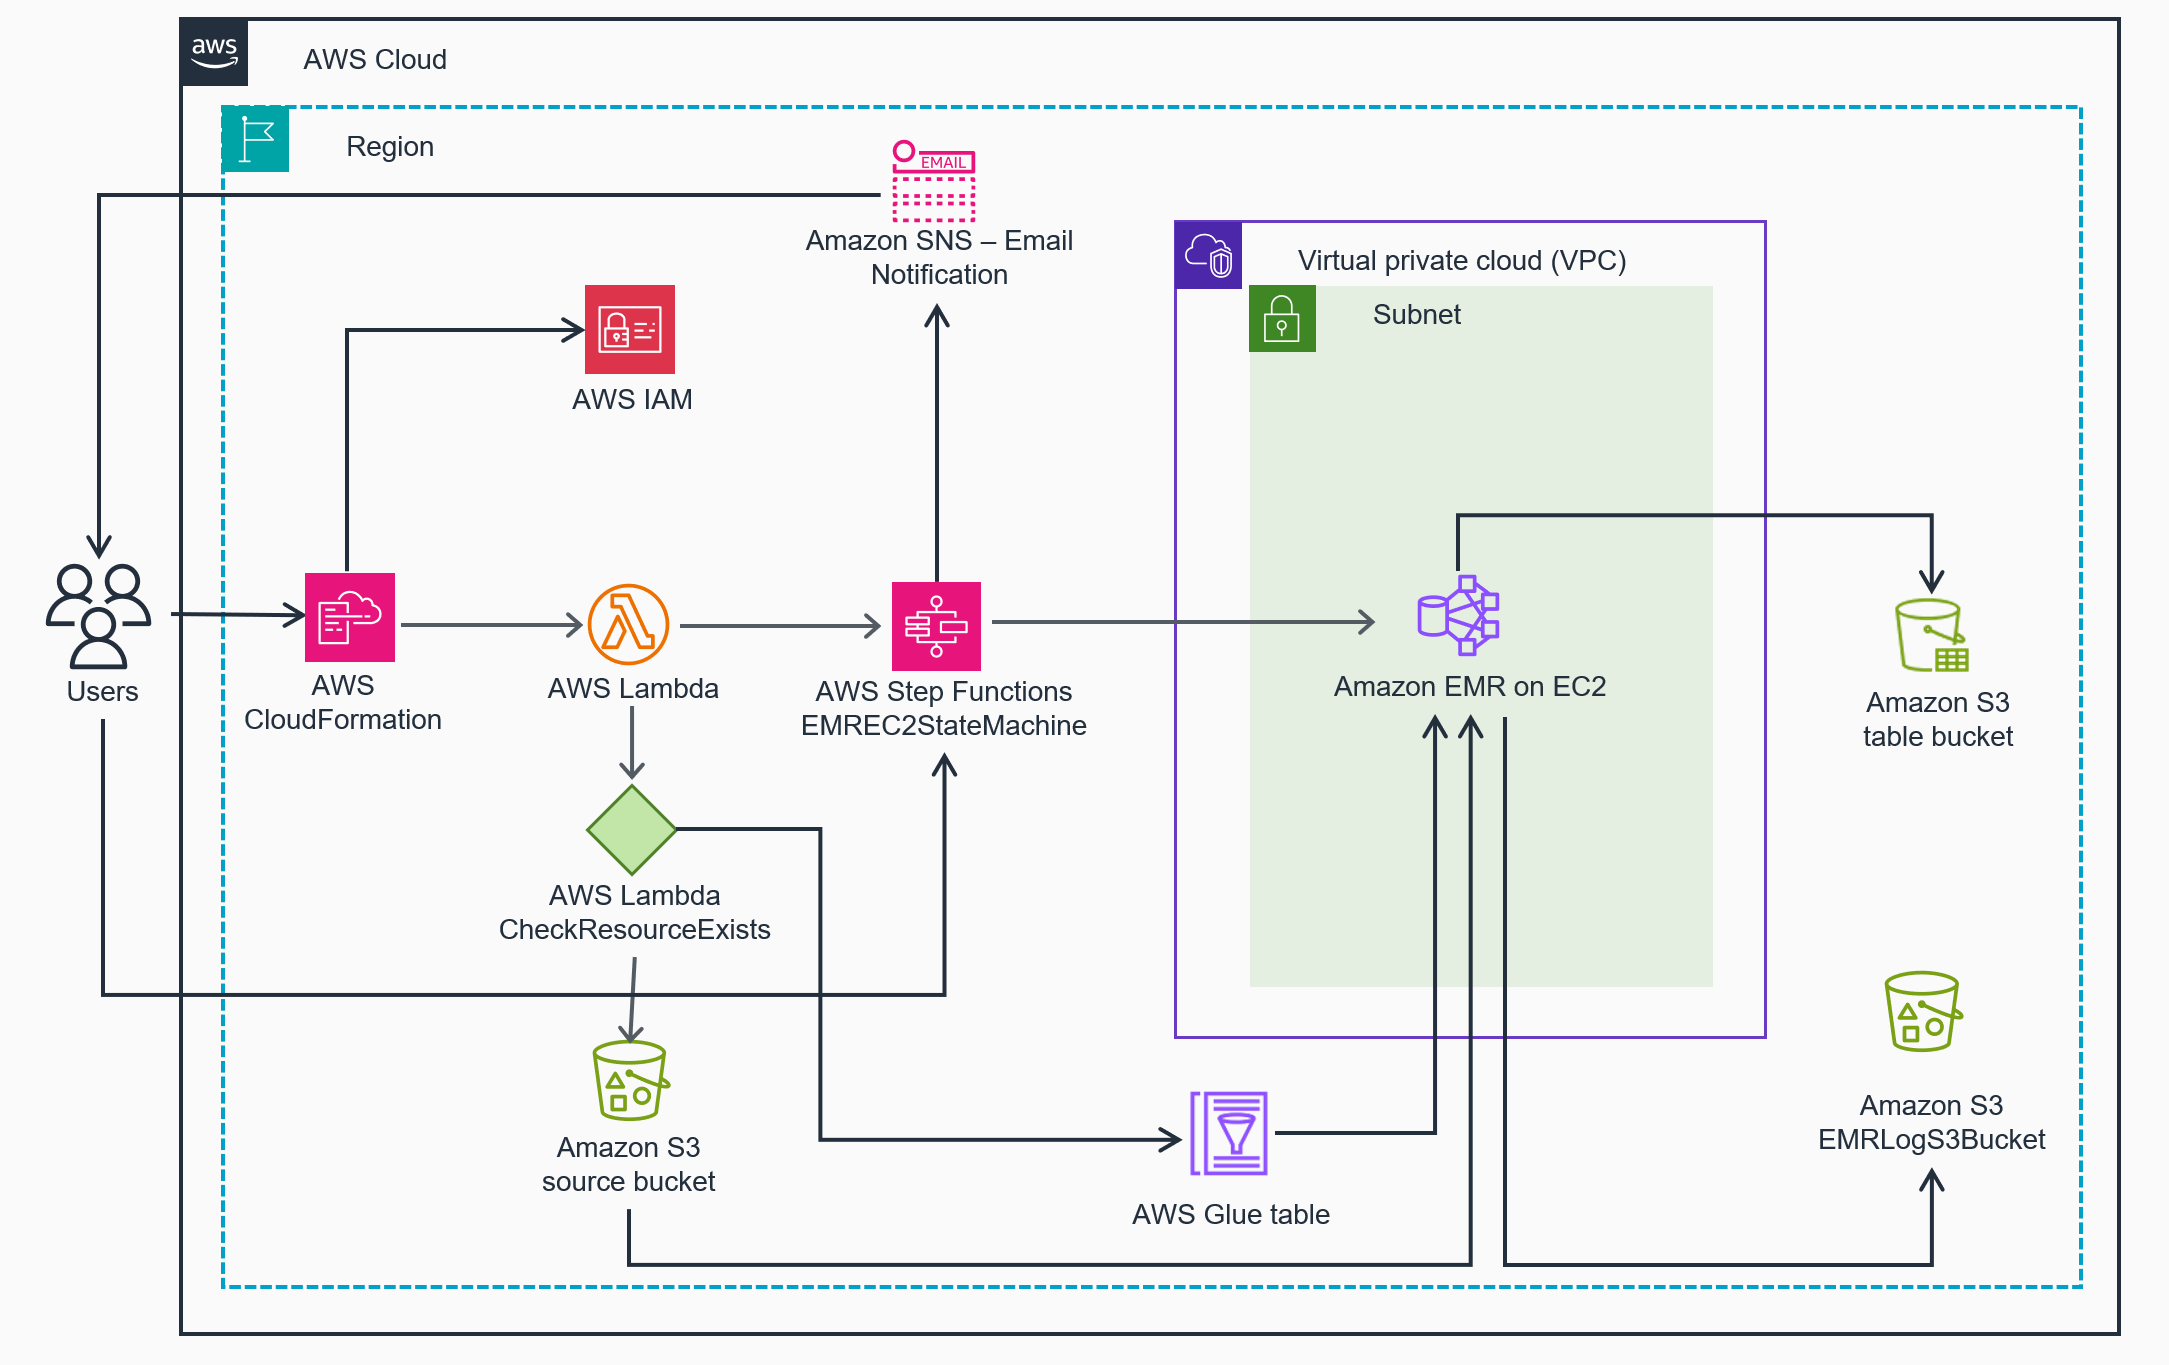 aws
AWS Cloud
Region
EMAIL
Amazon SNS – Email
Notification
Virtual private cloud (VPC)
Subnet
AWS IAM
Users
AWS
CloudFormation
AWS Lambda
AWS Step Functions
EMREC2StateMachine
Amazon EMR on EC2
Amazon S3
table bucket
AWS Lambda
CheckResourceExists
Amazon S3
EMRLogS3Bucket
Amazon S3
source bucket
AWS Glue table